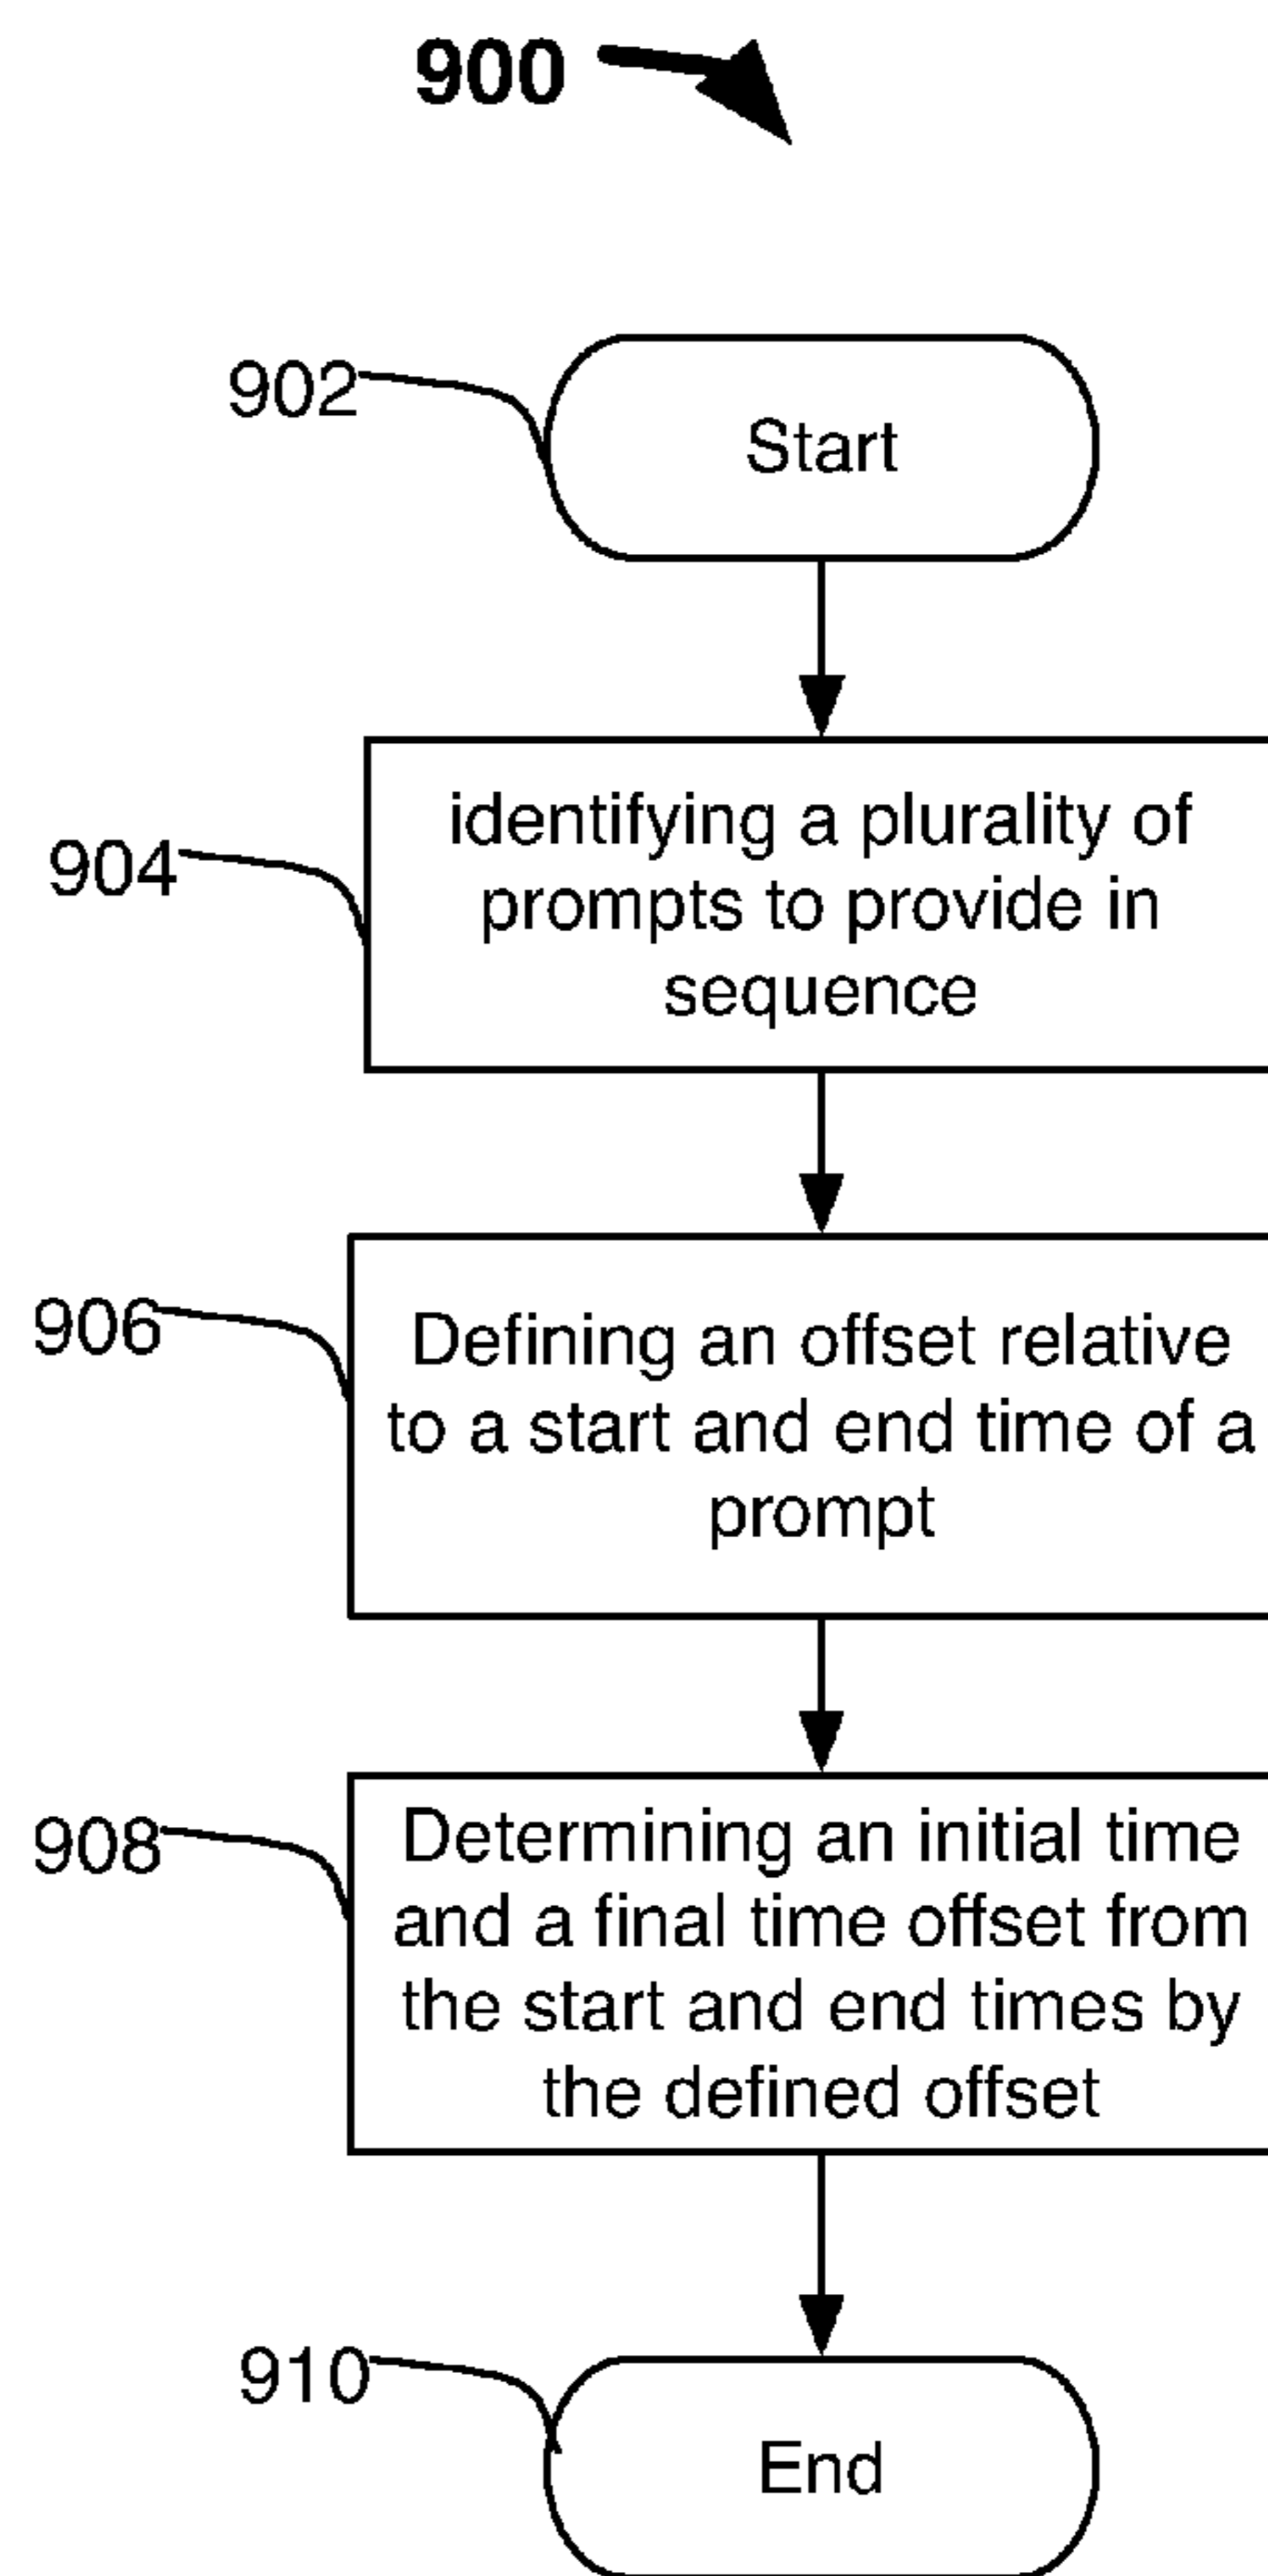 900
902
Start
904
identifying a plurality of
prompts to provide in
sequence
906
Defining an offset relative
to a start and end time of a
prompt
908
Determining an initial time
and a final time offset from
the start and end times by
the defined offset
910
End